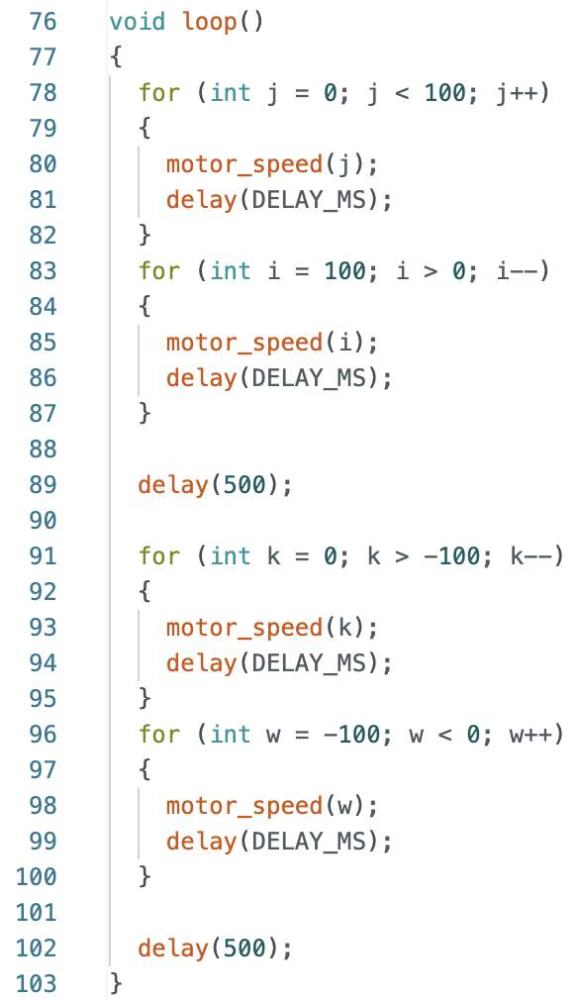 76 void loop()
77 {
78 for (int j = 0; j < 100; j++)
79 {
80 motor_speed(j);
81 delay(DELAY_MS);
82 }
83 for (int i = 100; i > 0; i--)
84 {
85 motor_speed(i);
86 delay(DELAY_MS);
87 }
88
89 delay(500);
90
91 for (int k = 0; k > -100; k--)
92 {
93 motor_speed(k);
94 delay(DELAY_MS);
95 }
96 for (int w = -100; w < 0; w++)
97 {
98 motor_speed(w);
99 delay(DELAY_MS);
100 }
101
102 delay(500);
103 }